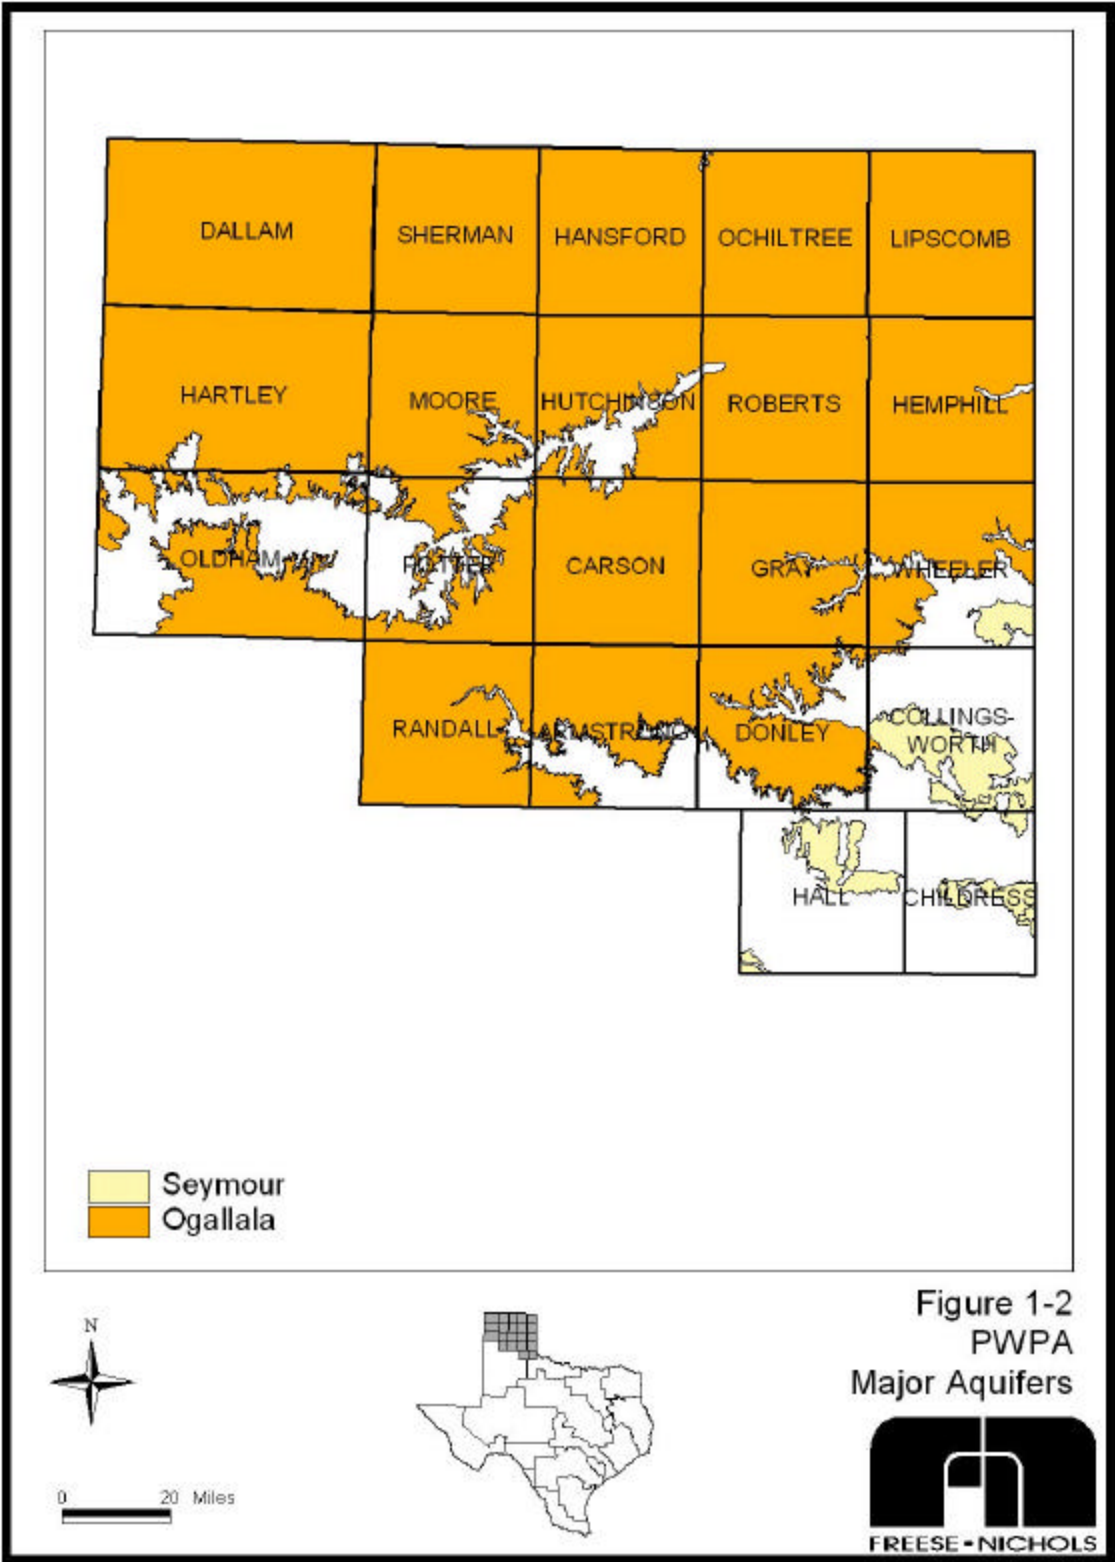 DALLAM
SHERMAN
HANSFORD
OCHILTREE
LIPSCOMB
HARTLEY
MOORE
HUTCHINSON
ROBERTS
HEMPHILL
OLDHAM
POTTER
CARSON
GRAY
WHEELER
RANDALL
ARMSTRONG
DONLEY
COLLINGS-
WORTH
HALL
CHILDRESS
Seymour
Ogallala
Figure 1-2
PWPA
Major Aquifers
N
0 20 Miles
FREESE-NICHOLS